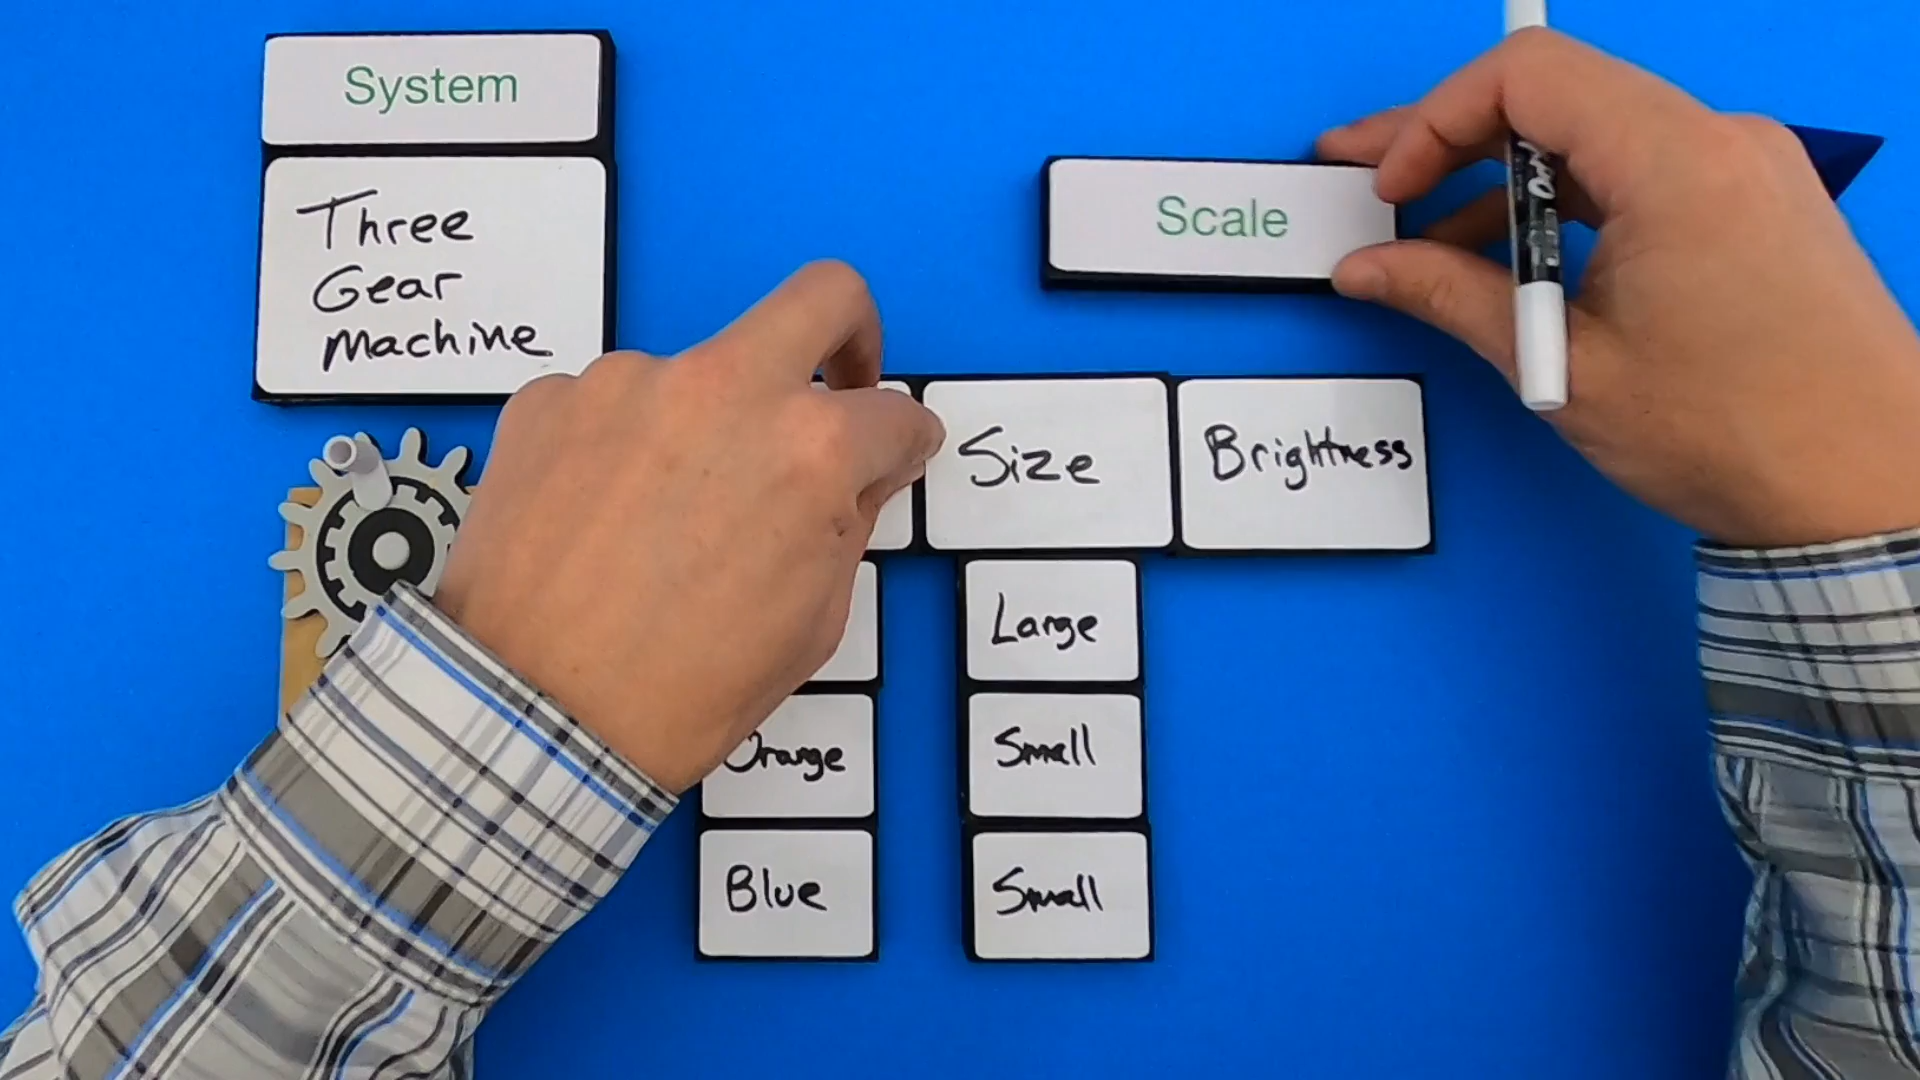 System
Three
Gear
Machine
Scale
Size
Brightness
Large
Orange
Small
Blue
Small